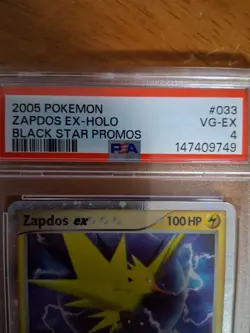 2005 POKEMON #033
ZAPDOS EX-HOLO VG-EX
BLACK STAR PROMOS 4
PSA 147409749
Zapdos ex 100 HP